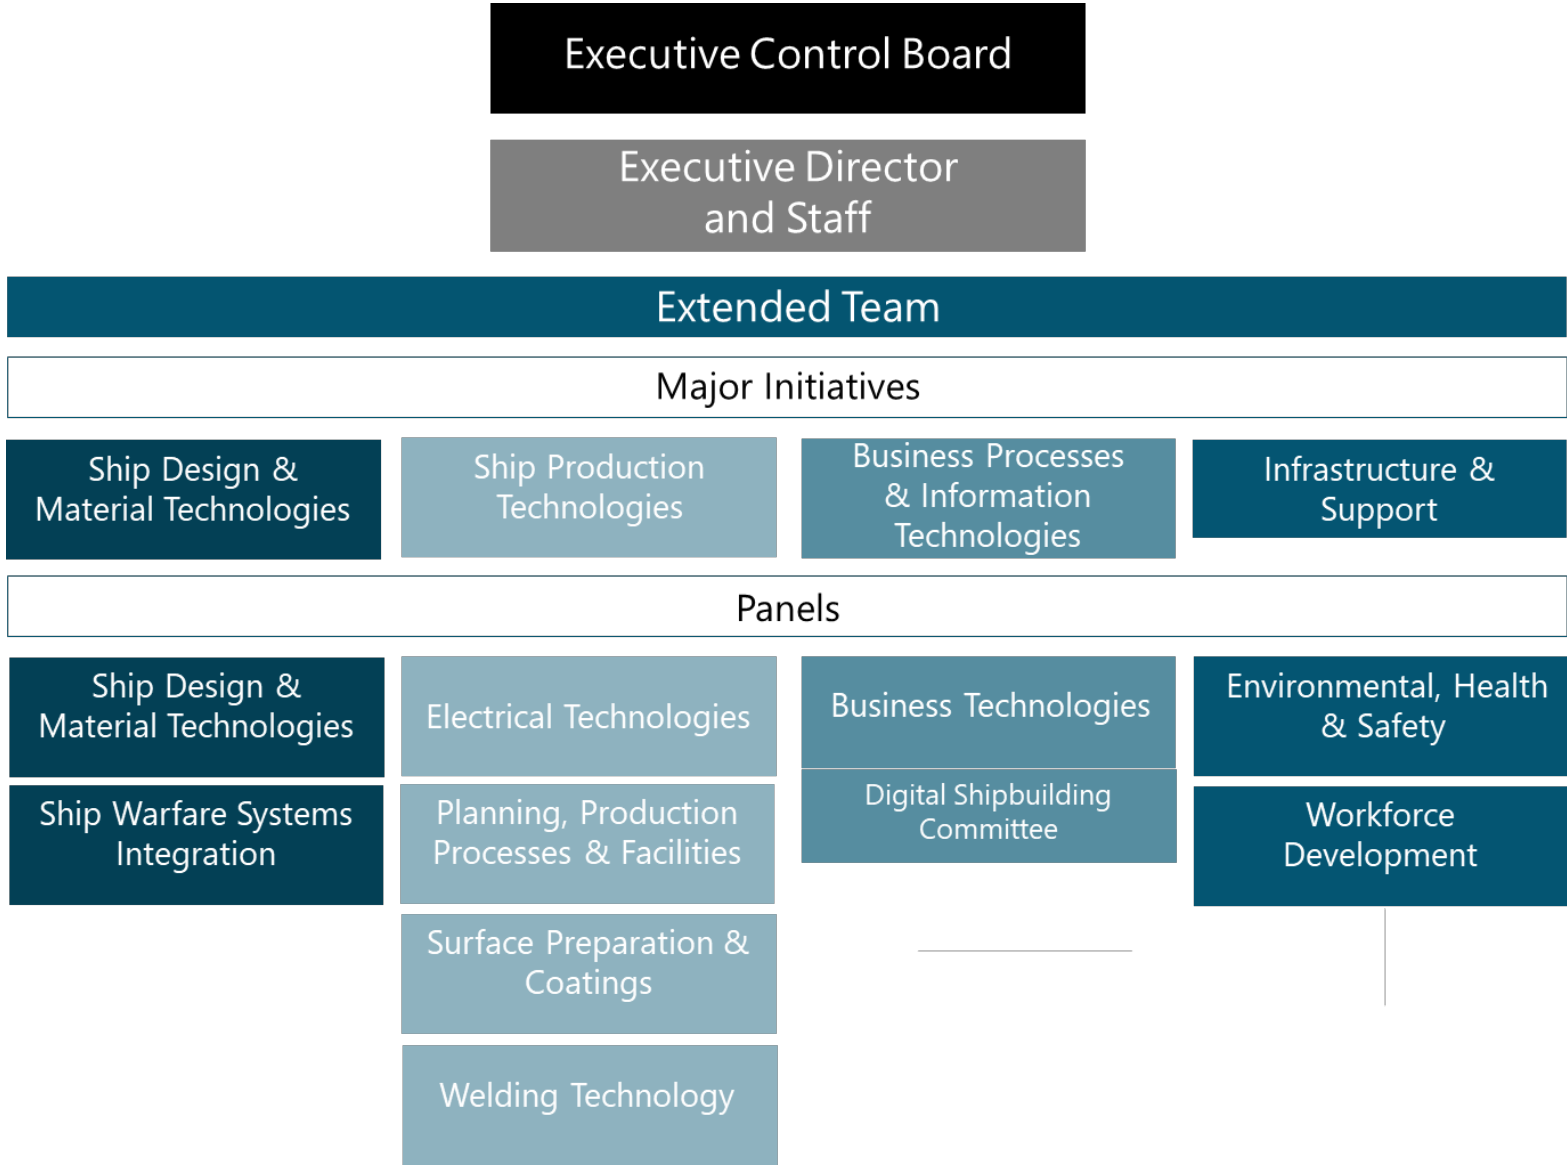 Executive Control Board
Executive Director
and Staff
Extended Team
Major Initiatives
Ship Design &
Material Technologies
Ship Production
Technologies
Business Processes
& Information
Technologies
Infrastructure &
Support
Panels
Ship Design &
Material Technologies
Ship Warfare Systems
Integration
Electrical Technologies
Planning, Production
Processes & Facilities
Surface Preparation &
Coatings
Welding Technology
Business Technologies
Digital Shipbuilding
Committee
Environmental, Health
& Safety
Workforce
Development